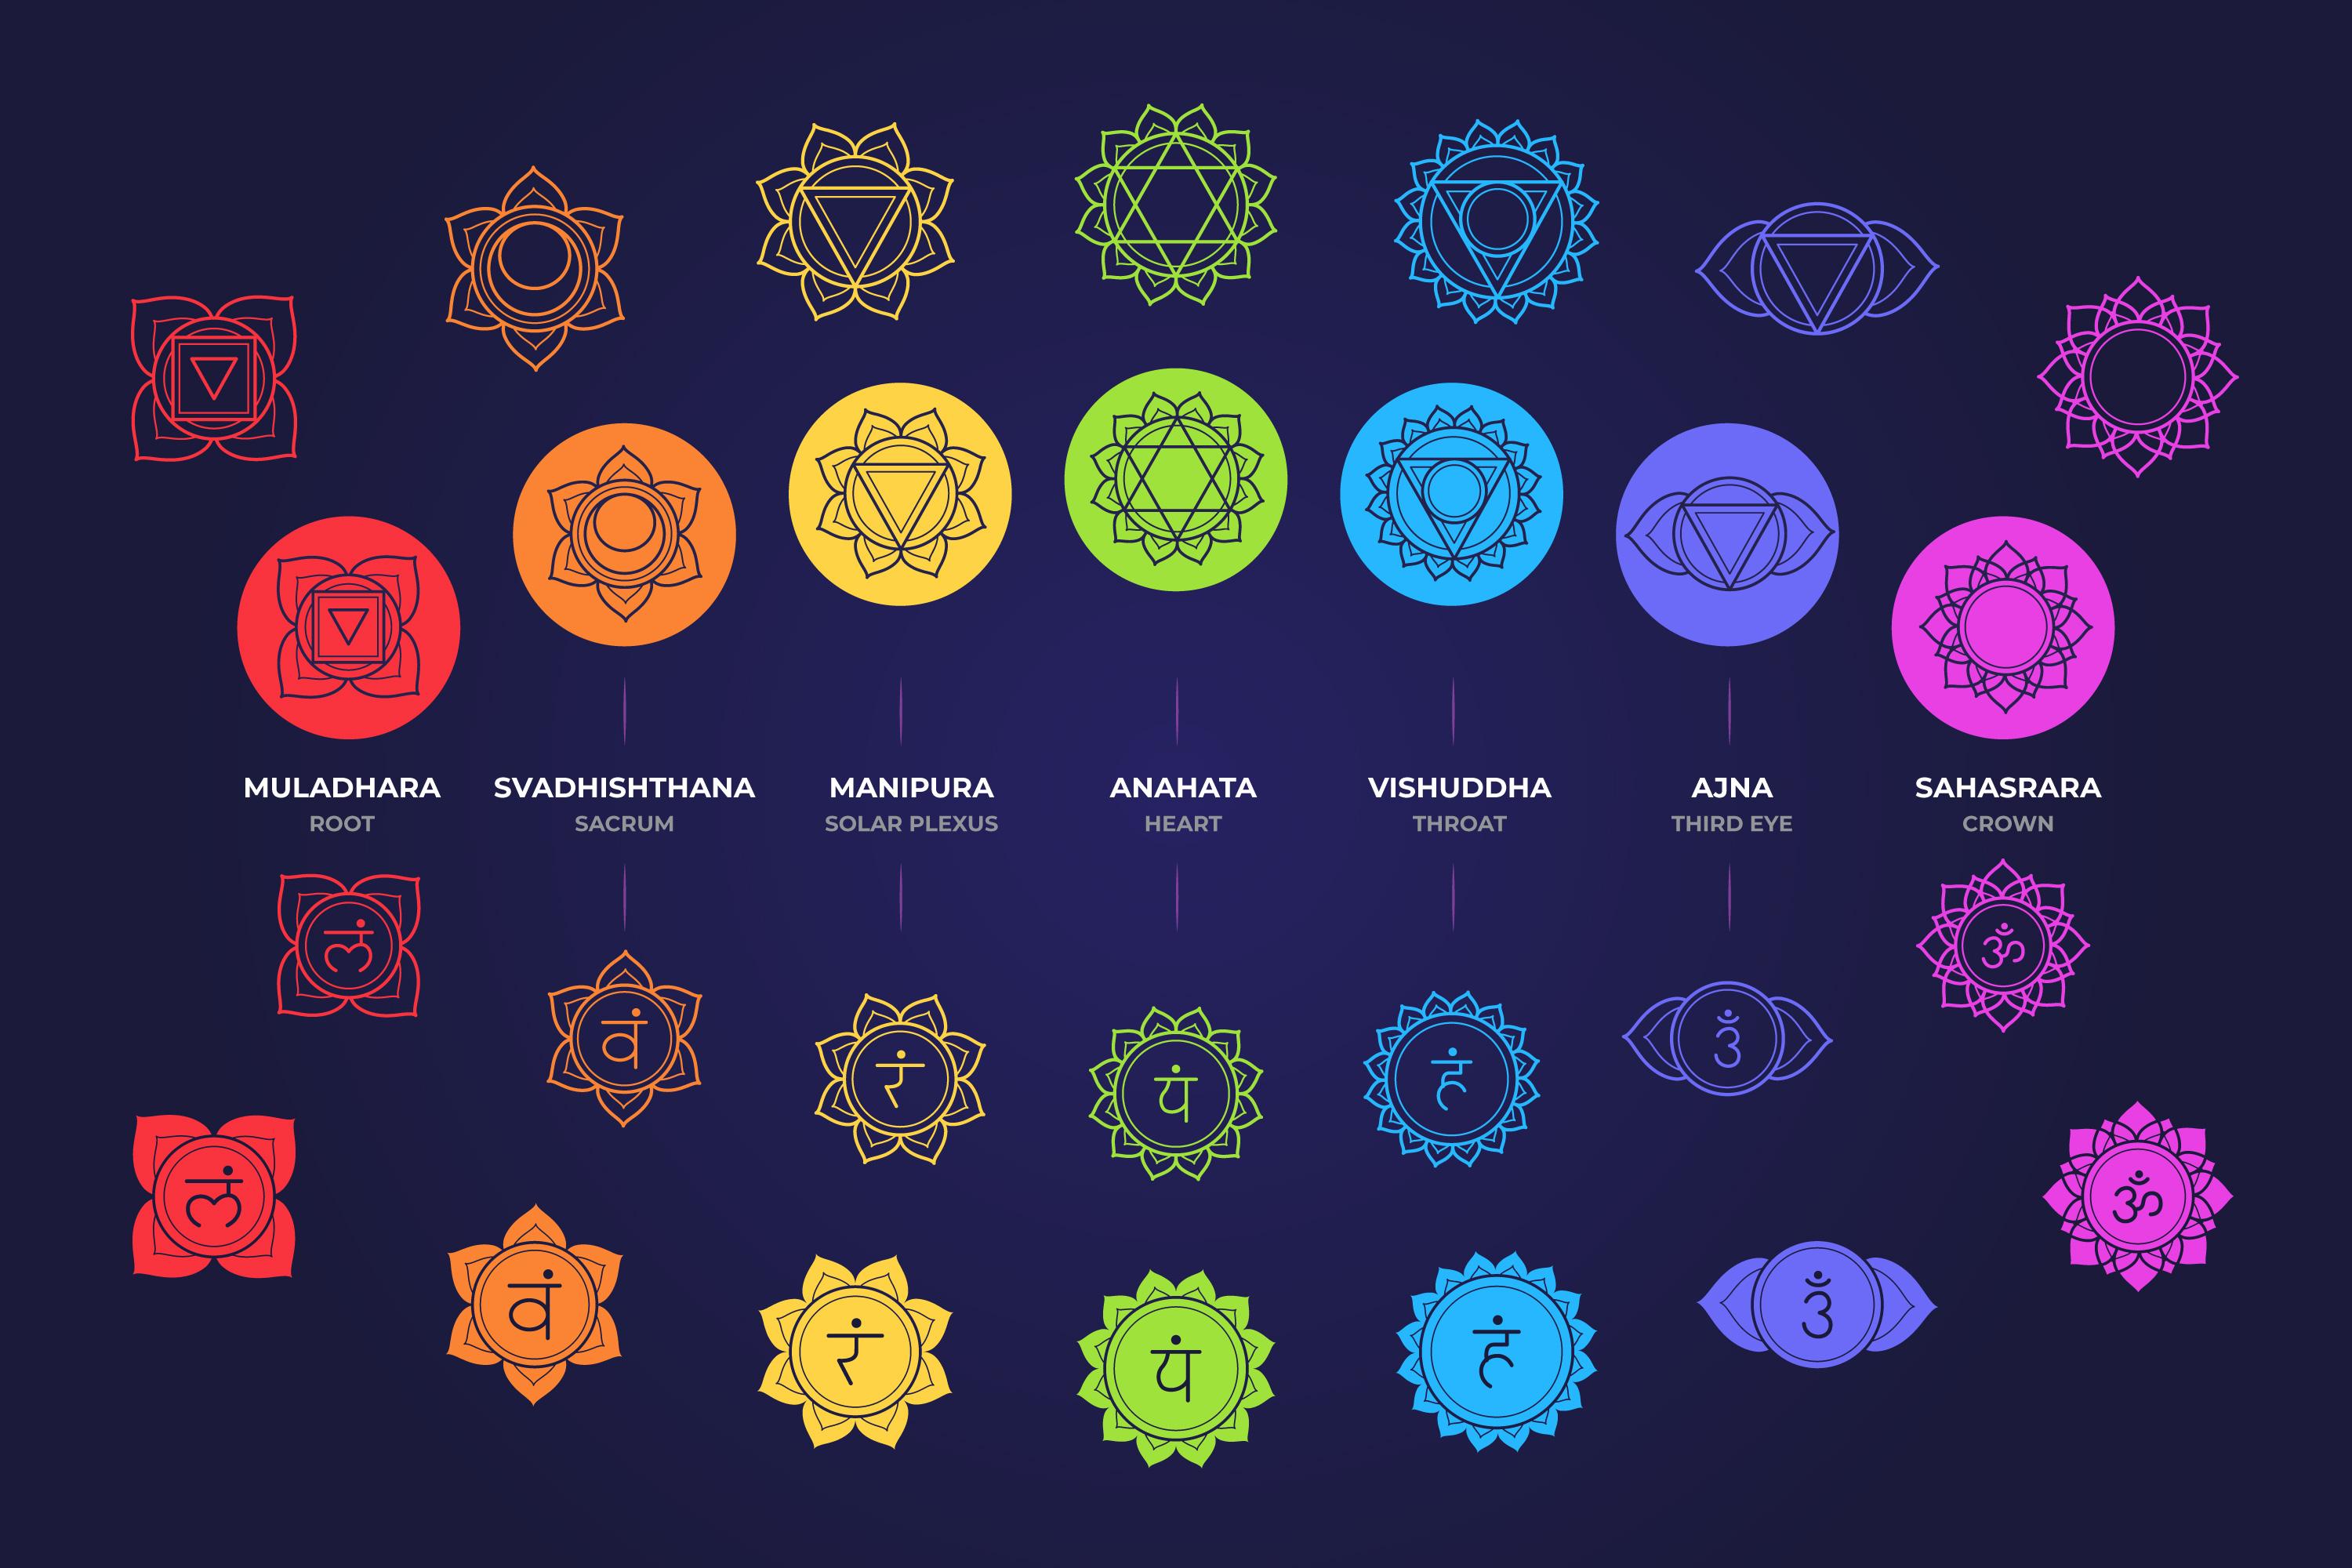 MULADHARA
ROOT
SVADHISHTHANA
SACRUM
MANIPURA
SOLAR PLEXUS
ANAHATA
HEART
VISHUDDHA
THROAT
AJNA
THIRD EYE
SAHASRARA
CROWN
लं
वं
रं
यं
हं
ॐ
लं
वं
रं
यं
हं
ॐ